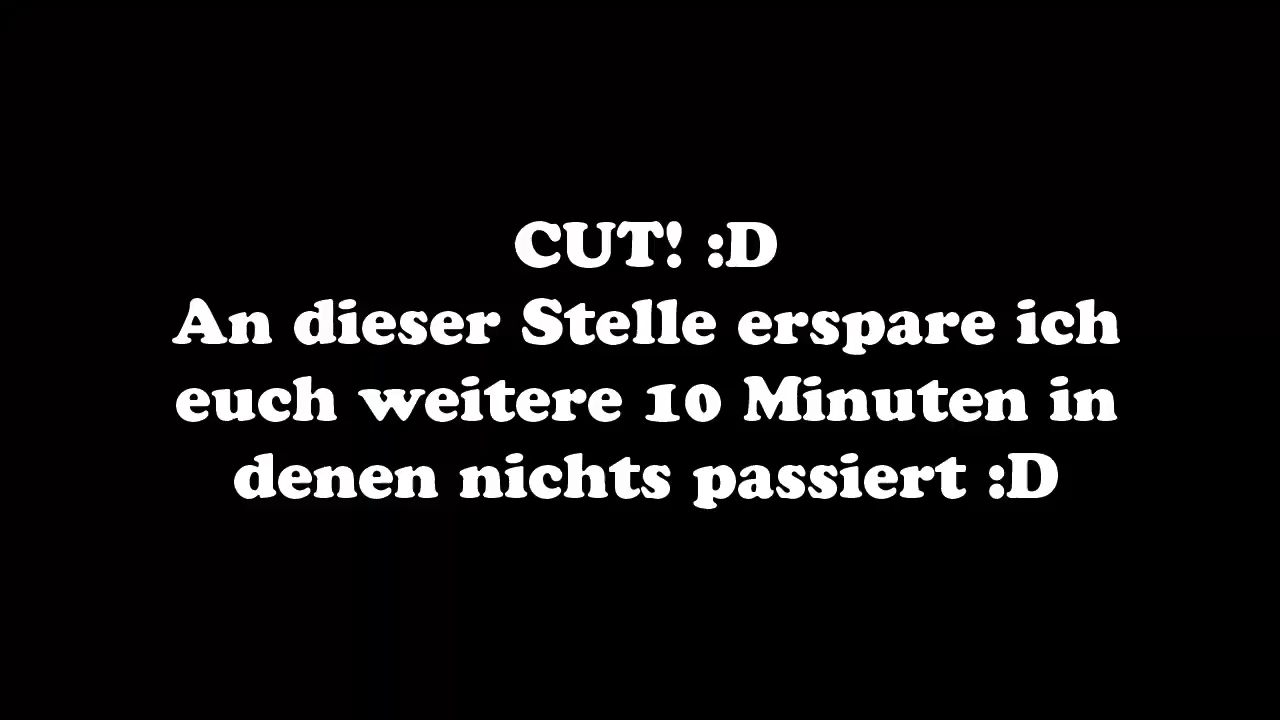 CUT! :D
An dieser Stelle erspare ich
euch weitere 10 Minuten in
denen nichts passiert :D